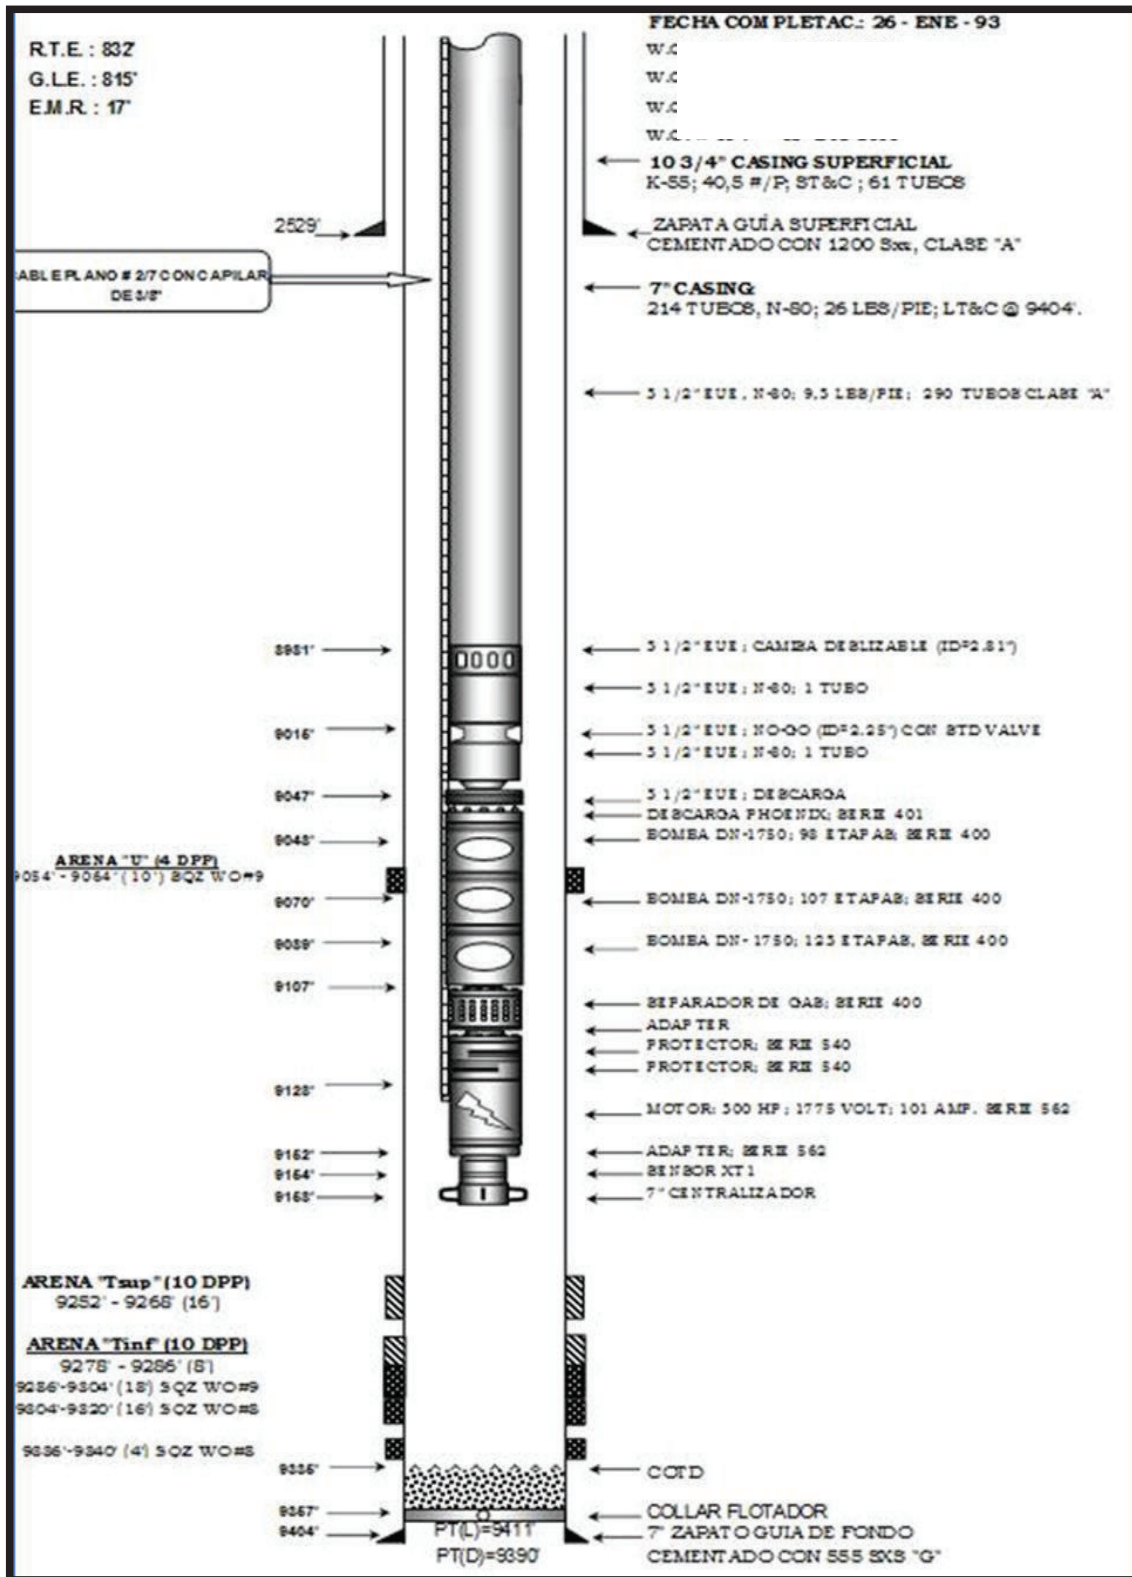 R.T.E. : 832'
G.L.E. : 815'
E.M.R. : 17'
FECHA COMPLETAC.: 26 - ENE - 93
W.
W.
W.
W.
10 3/4" CASING SUPERFICIAL
K-55; 40,5 #/P; ST&C ; 61 TUBOS
2529'
ZAPATA GUÍA SUPERFICIAL
CEMENTADO CON 1200 Sxs, CLASE "A"
ABLE PLANO # 2/7 CON CAPILAR
DE 3/8"
7" CASING:
214 TUBOS, N-80; 26 LBS/PIE; LT&C @ 9404'.
3 1/2" EUE, N-80; 9,3 LBS/PIE; 290 TUBOS CLASE "A"
8981'
3 1/2" EUE ; CAMISA DESLIZABLE (ID=2.81")
3 1/2" EUE ; N-80; 1 TUBO
9015'
3 1/2" EUE; NO-GO (ID=2.25") CON STD VALVE
3 1/2" EUE; N-80; 1 TUBO
9047'
3 1/2" EUE ; DESCARGA
DESCARGA PHOENIX; SERIE 401
9048'
BOMBA DN-1750; 98 ETAPAS; SERIE 400
ARENA "U" (4 DPP)
9054' - 9064' (10') SQZ WO#9
9070'
BOMBA DN-1750; 107 ETAPAS; SERIE 400
9089'
BOMBA DN- 1750; 123 ETAPAS, SERIE 400
9107'
SEPARADOR DE GAS; SERIE 400
ADAPTER
PROTECTOR; SERIE 540
PROTECTOR; SERIE 540
9128'
MOTOR: 300 HP ; 1775 VOLT; 101 AMP. SERIE 562
9152'
ADAPTER; SERIE 562
9154'
SENSOR XT1
7" CENTRALIZADOR
ARENA "Tsup" (10 DPP)
9252' - 9268' (16')
ARENA "Tinf" (10 DPP)
9278' - 9286' (8')
9286'-9304' (18') SQZ WO#9
9304'-9320' (16') SQZ WO#8
9336'-9340' (4') SQZ WO#8
COTD
9357'
COLLAR FLOTADOR
9404'
PT(L)=9411'
7" ZAPATO GUIA DE FONDO
PT(D)=9390'
CEMENTADO CON 555 SXS "G"